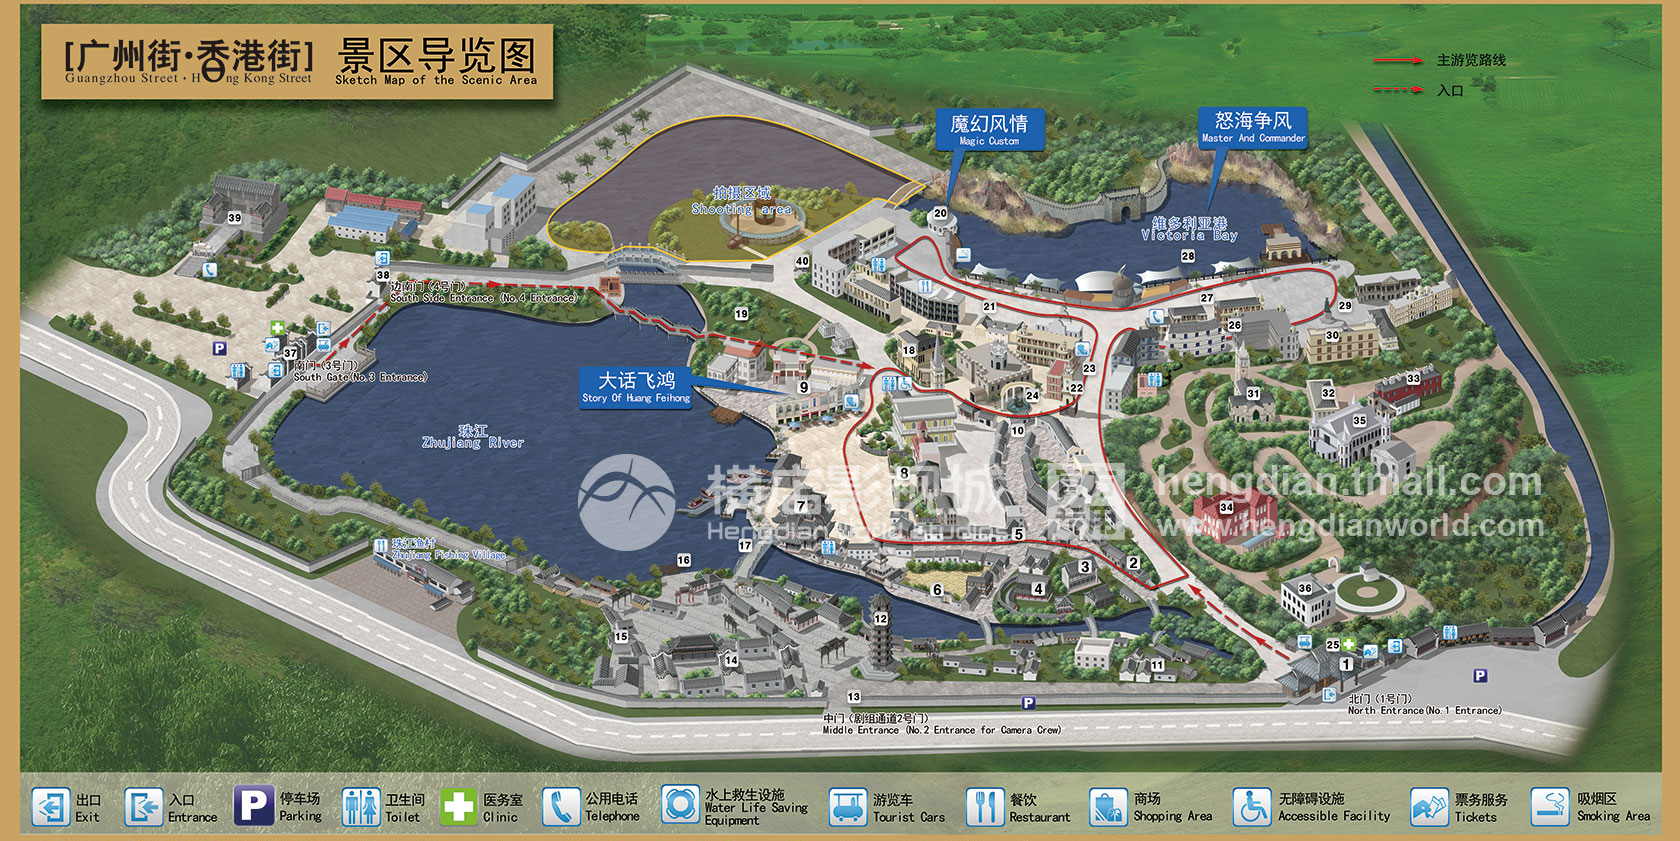 [广州街·香港街]
Guangzhou Street · Hong Kong Street
景区导览图
Sketch Map of the Scenic Area
主游览路线
入口
魔幻风情
Magic Custom
怒海争风
Master And Commander
拍摄区域
Shooting area
维多利亚港
Victoria Bay
28
20
39
40
38
边南门(4号门)
South Side Entrance (No.4 Entrance)
19
21
27
29
26
30
37
南门(3号门)
South Gate(No.3 Entrance)
18
23
22
24
大话飞鸿
Story Of Huang Feihong
9
10
31
32
33
35
珠江
Zhujiang River
8
7
34
横店影视城
hengdian.tmall.com
www.hengdianworld.com
珠江渔村
Zhujiang Fishing Village
16
17
5
6
4
3
2
36
12
15
14
11
25
1
13
中门(剧组通道2号门)
Middle Entrance (No.2 Entrance for Camera Crew)
北门(1号门)
North Entrance(No.1 Entrance)
P
P
P
出口
Exit
入口
Entrance
P
停车场
Parking
卫生间
Toilet
医务室
Clinic
公用电话
Telephone
水上救生设施
Water Life Saving
Equipment
游览车
Tourist Cars
餐饮
Restaurant
商场
Shopping Area
无障碍设施
Accessible Facility
票务服务
Tickets
吸烟区
Smoking Area